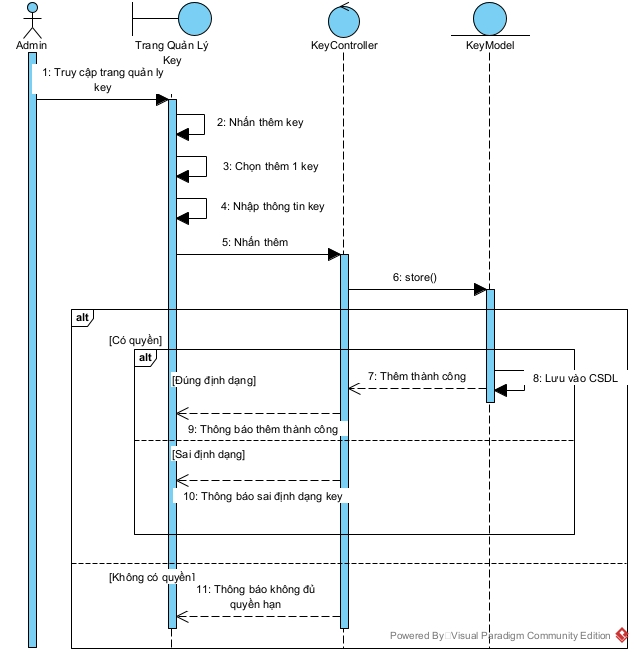 Admin
Trang Quản Lý
Key
KeyController
KeyModel
1: Truy cập trang quản ly
key
2: Nhấn thêm key
3: Chọn thêm 1 key
4: Nhập thông tin key
5: Nhấn thêm
6: store()
alt
[Có quyền]
alt
[Đúng định dạng]
7: Thêm thành công
8: Lưu vào CSDL
9: Thông báo thêm thành công
[Sai định dạng]
10: Thông báo sai định dạng key
[Không có quyền]
11: Thông báo không đủ
quyền hạn
Powered By Visual Paradigm Community Edition